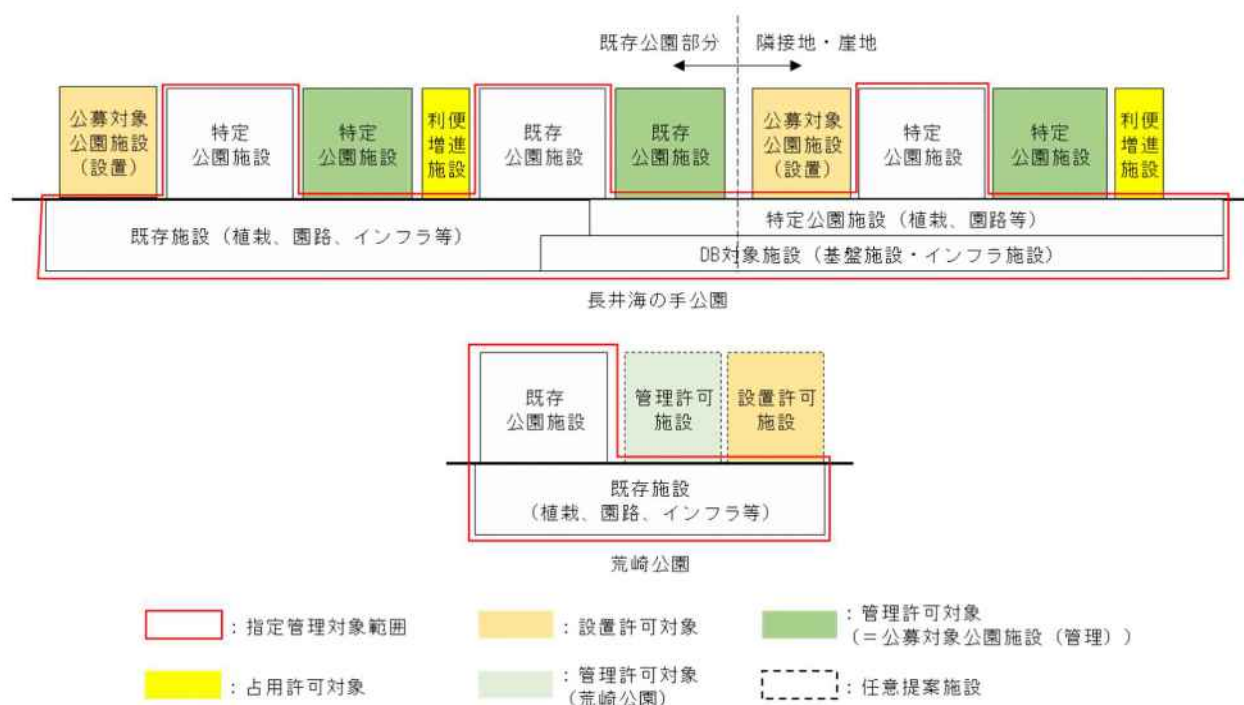 既存公園部分
隣接地・崖地
公募対象
公園施設
(設置)
特定
公園施設
特定
公園施設
利便
増進
施設
既存
公園施設
既存
公園施設
公募対象
公園施設
(設置)
特定
公園施設
特定
公園施設
利便
増進
施設
既存施設(植栽、園路、インフラ等)
特定公園施設(植栽、園路等)
DB対象施設(基盤施設・インフラ施設)
長井海の手公園
既存
公園施設
管理許可
施設
設置許可
施設
既存施設
(植栽、園路、インフラ等)
荒崎公園
:指定管理対象範囲
:設置許可対象
:管理許可対象
(=公募対象公園施設(管理))
:占用許可対象
:管理許可対象
(荒崎公園)
:任意提案施設